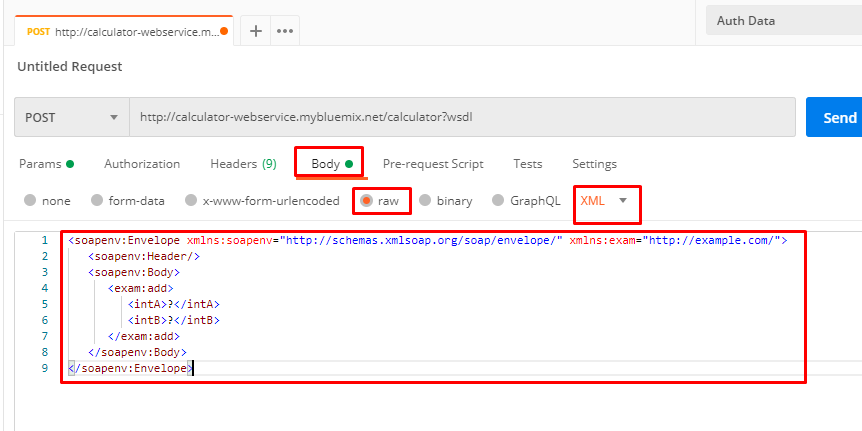 Auth Data
POST http://calculator-webservice.m...
Untitled Request
POST http://calculator-webservice.mybluemix.net/calculator?wsdl Send
Params Authorization Headers (9) Body Pre-request Script Tests Settings
none form-data x-www-form-urlencoded raw binary GraphQL XML
1 <soapenv:Envelope xmlns:soapenv="http://schemas.xmlsoap.org/soap/envelope/" xmlns:exam="http://example.com/">
2 <soapenv:Header/>
3 <soapenv:Body>
4 <exam:add>
5 <intA>?</intA>
6 <intB>?</intB>
7 </exam:add>
8 </soapenv:Body>
9 </soapenv:Envelope>